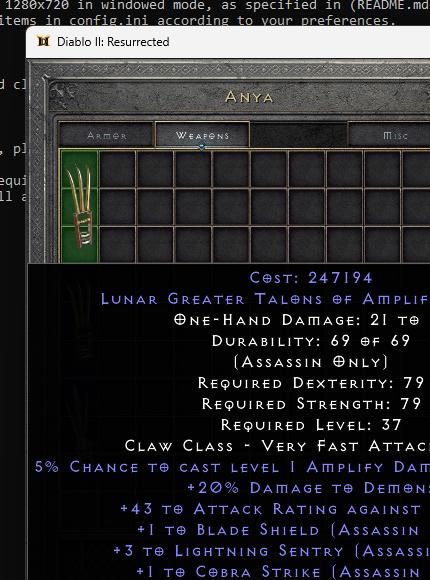 1280x720 in windowed mode, as specified in (README.md
items in config.ini according to your preferences.
Diablo II: Resurrected
Anya
Armor Weapons Misc
Cost: 247194
Lunar Greater Talons of Amplif
One-Hand Damage: 21 to
Durability: 69 of 69
(Assassin Only)
Required Dexterity: 79
Required Strength: 79
Required Level: 37
Claw Class - Very Fast Attac
5% Chance to cast level 1 Amplify Dam
+20% Damage to Demon
+43 to Attack Rating against
+1 to Blade Shield (Assassin
+3 to Lightning Sentry (Assassi
+1 to Cobra Strike (Assassin